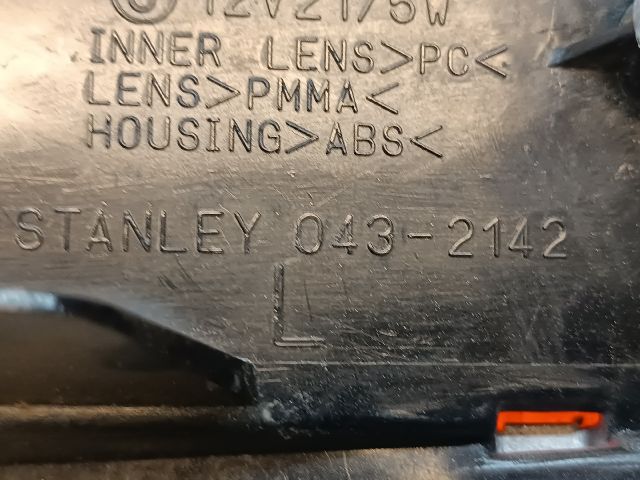 12V21/5W
INNER LENS>PC<
LENS>PMMA<
HOUSING>ABS<
STANLEY 043-2142
L